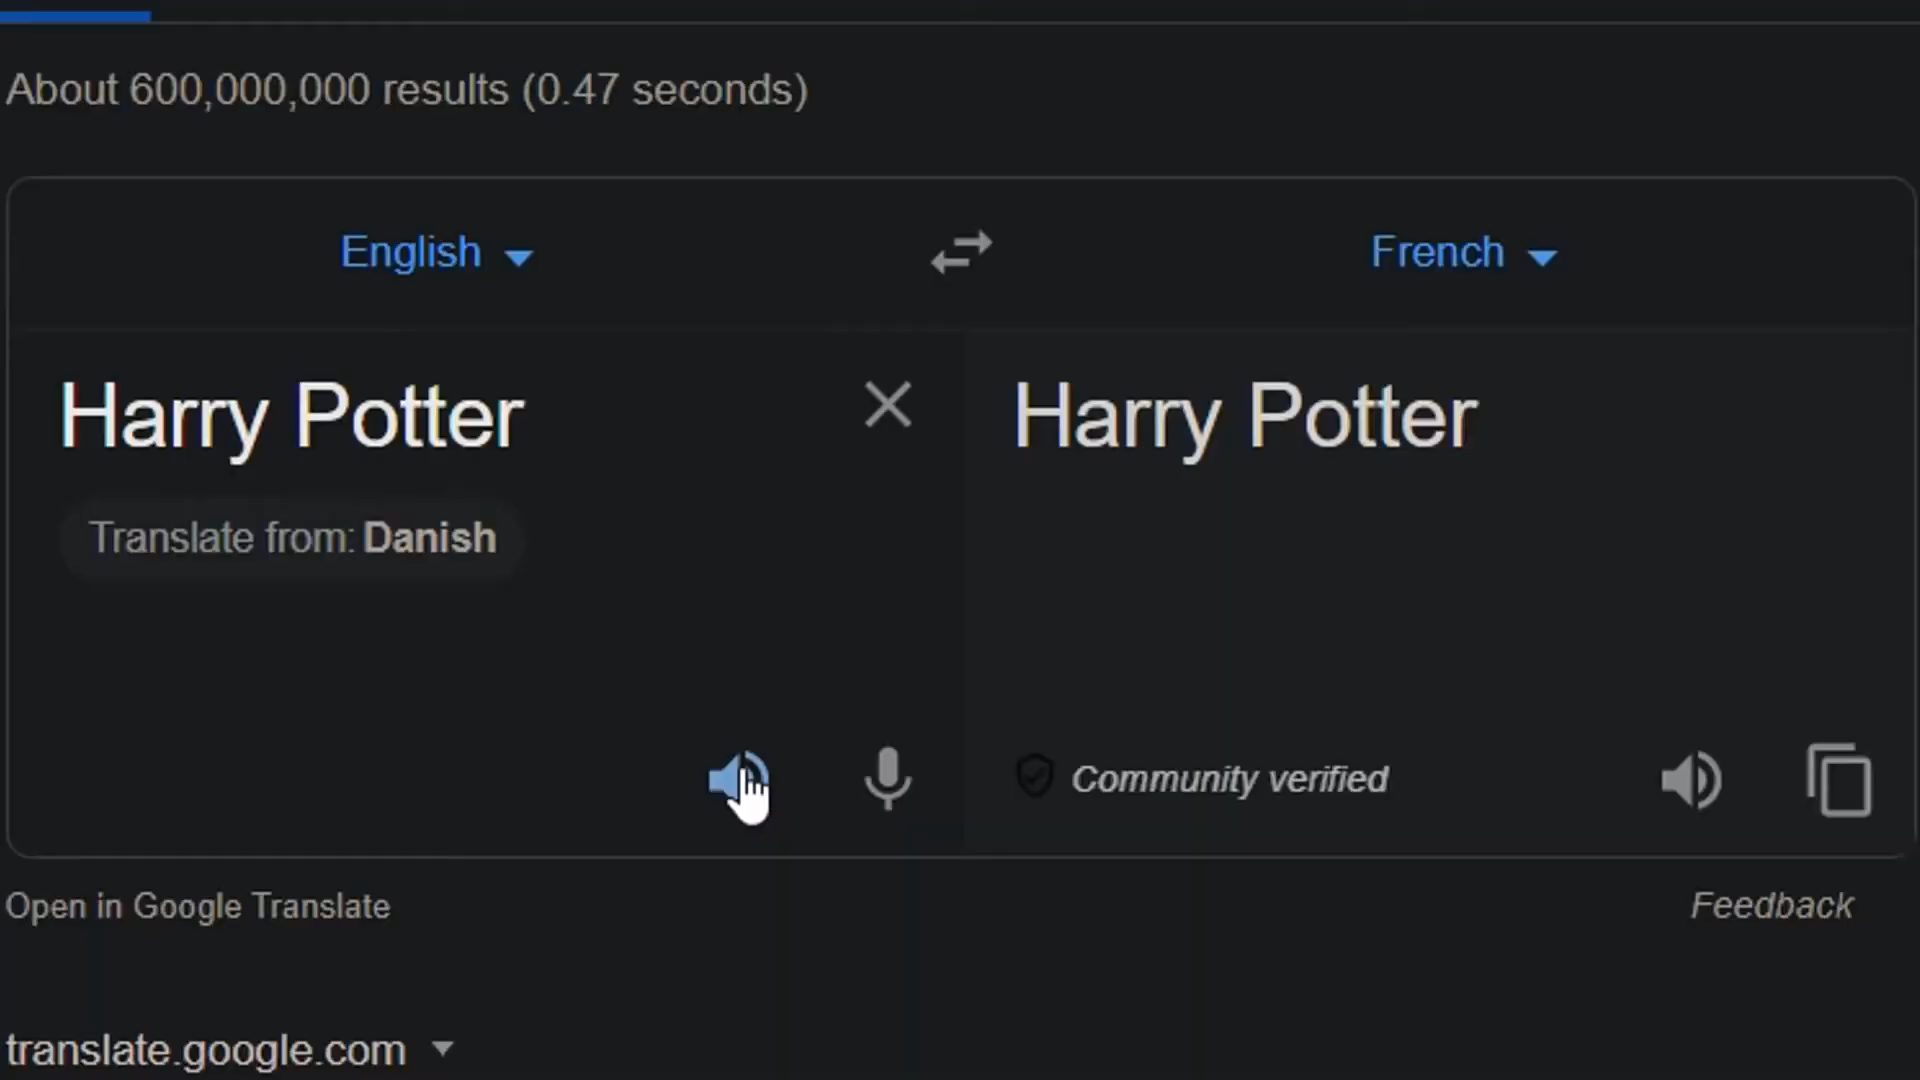 About 600,000,000 results (0.47 seconds)
English
French
Harry Potter
Harry Potter
Translate from: Danish
Community verified
Open in Google Translate
Feedback
translate.google.com